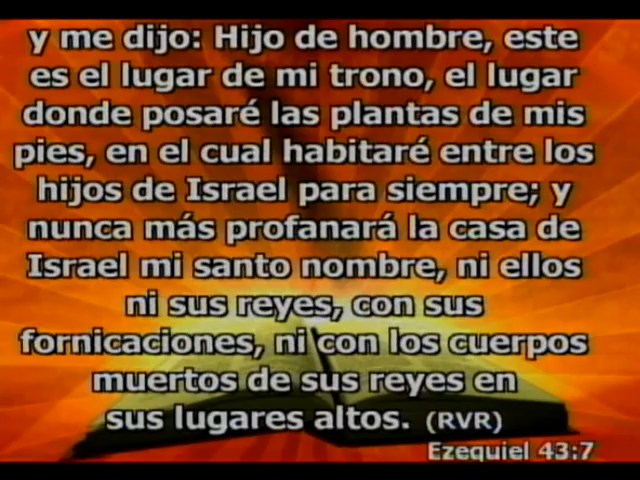 y me dijo: Hijo de hombre, este
es el lugar de mi trono, el lugar
donde posaré las plantas de mis
pies, en el cual habitaré entre los
hijos de Israel para siempre; y
nunca más profanará la casa de
Israel mi santo nombre, ni ellos
ni sus reyes, con sus
fornicaciones, ni con los cuerpos
muertos de sus reyes en
sus lugares altos. (RVR)
Ezequiel 43:7